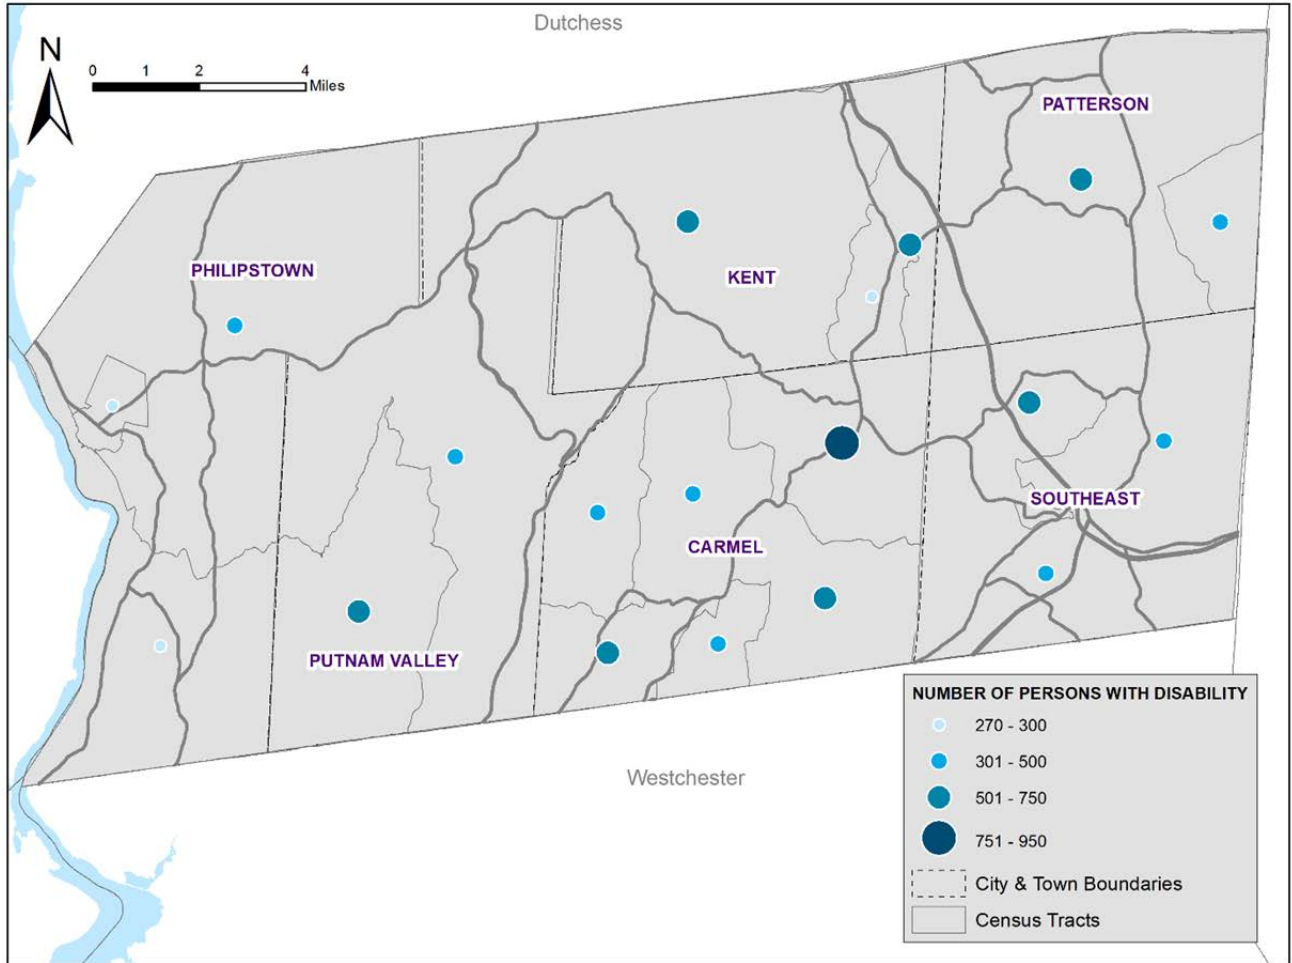 Dutchess
N
0 1 2 4
Miles
PATTERSON
PHILIPSTOWN
KENT
SOUTHEAST
CARMEL
PUTNAM VALLEY
Westchester
NUMBER OF PERSONS WITH DISABILITY
270 - 300
301 - 500
501 - 750
751 - 950
City & Town Boundaries
Census Tracts